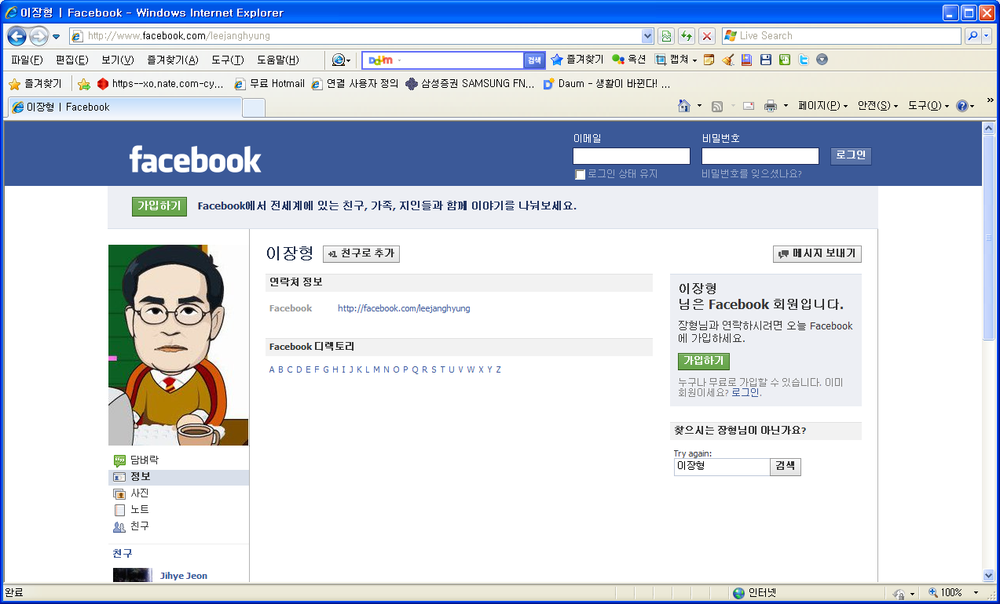 이장형 | Facebook - Windows Internet Explorer
http://www.facebook.com/leejanghyung
Live Search
파일(F) 편집(E) 보기(V) 즐겨찾기(A) 도구(T) 도움말(H)
Daum 검색 즐겨찾기 옥션 캡쳐
즐겨찾기 https--xo,nate,com-cy... 무료 Hotmail 연결 사용자 정의 삼성증권 SAMSUNG FN... Daum - 생활이 바뀐다! ...
이장형 | Facebook
페이지(P) 안전(S) 도구(O)
facebook
이메일 비밀번호
로그인
로그인 상태 유지 비밀번호를 잊으셨나요?
가입하기 Facebook에서 전세계에 있는 친구, 가족, 지인들과 함께 이야기를 나눠보세요.
이장형 +1 친구로 추가 메시지 보내기
연락처 정보
Facebook http://facebook.com/leejanghyung
Facebook 디렉토리
A B C D E F G H I J K L M N O P Q R S T U V W X Y Z
이장형
님은 Facebook 회원입니다.
장형님과 연락하시려면 오늘 Facebook
에 가입하세요.
가입하기
누구나 무료로 가입할 수 있습니다. 이미
회원이세요? 로그인.
찾으시는 장형님이 아닌가요?
Try again:
이장형 검색
담벼락
정보
사진
노트
친구
친구
Jihye Jeon
완료 인터넷 100%